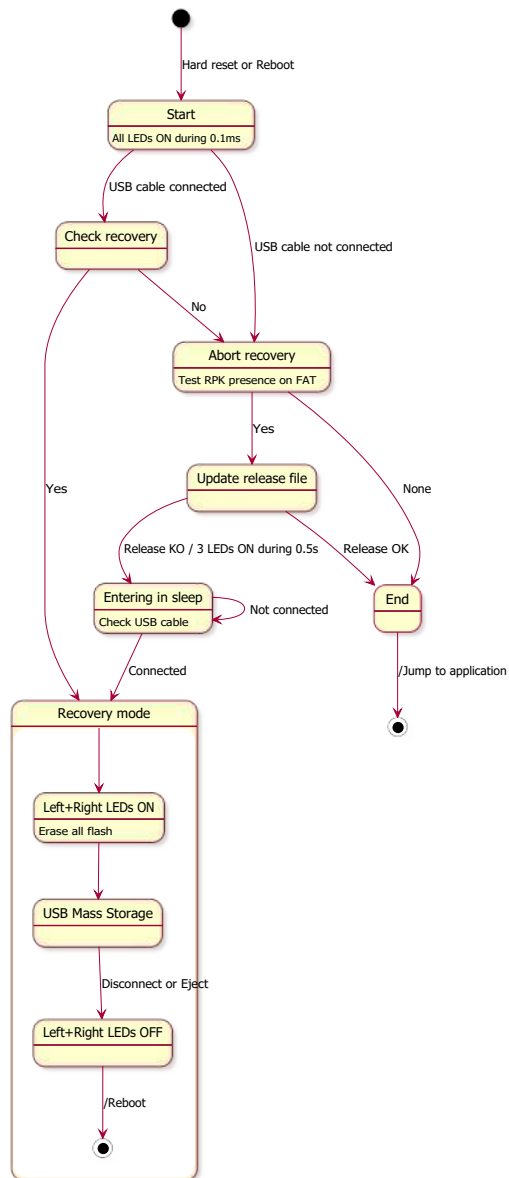 Hard reset or Reboot
Start
All LEDs ON during 0.1ms
USB cable connected
Check recovery
USB cable not connected
No
Abort recovery
Test RPK presence on FAT
Yes
Update release file
Yes
None
Release KO / 3 LEDs ON during 0.5s
Release OK
Entering in sleep
Check USB cable
Not connected
End
Connected
/Jump to application
Recovery mode
Left+Right LEDs ON
Erase all flash
USB Mass Storage
Disconnect or Eject
Left+Right LEDs OFF
/Reboot